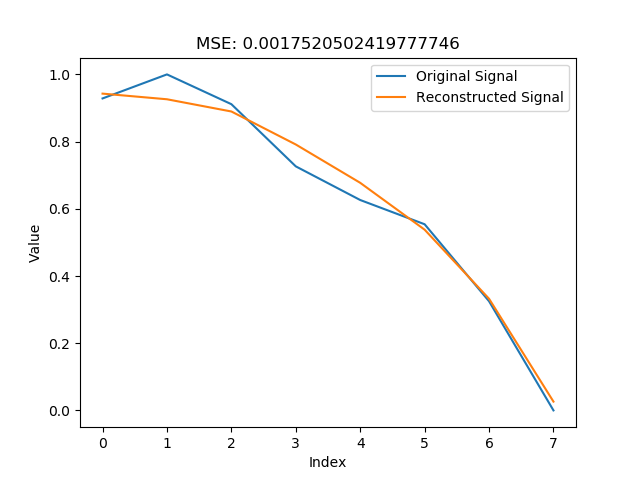 MSE: 0.0017520502419777746
Original Signal
Reconstructed Signal
1.0
0.8
0.6
0.4
0.2
0.0
Value
0 1 2 3 4 5 6 7
Index